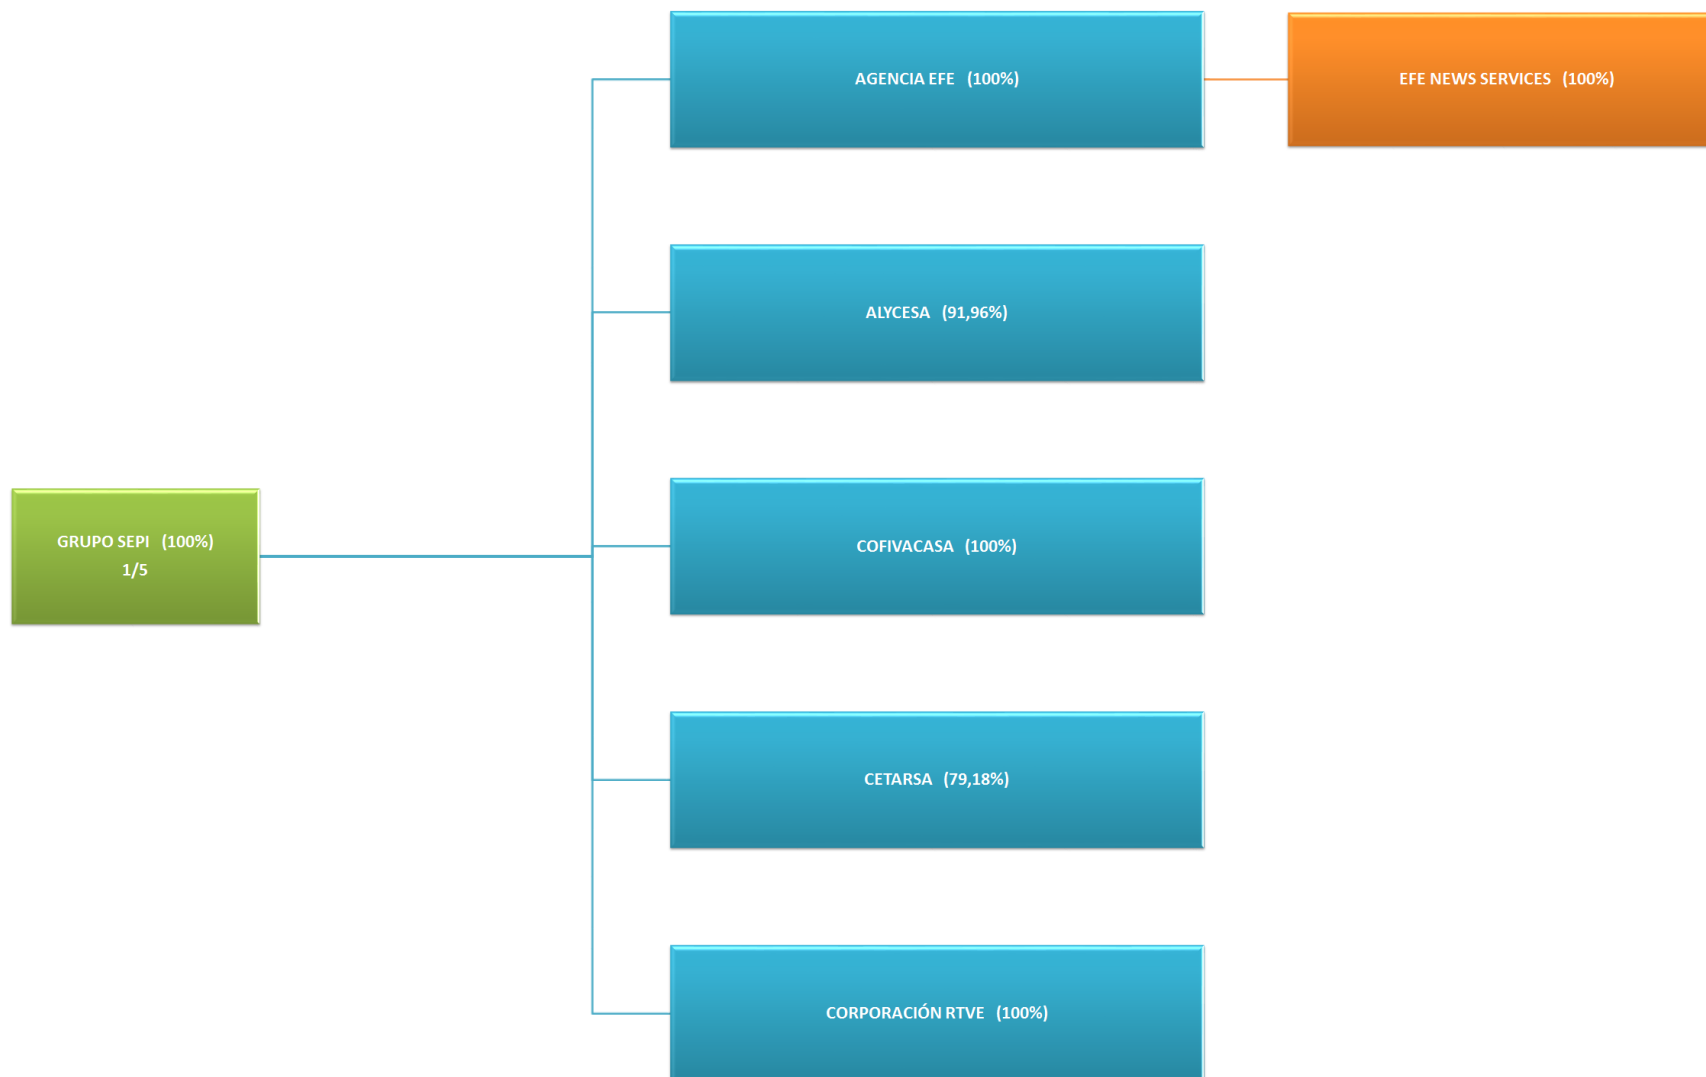 AGENCIA EFE (100%)
EFE NEWS SERVICES (100%)
ALYCESA (91,96%)
GRUPO SEPI (100%)
1/5
COFIVACASA (100%)
CETARSA (79,18%)
CORPORACIÓN RTVE (100%)